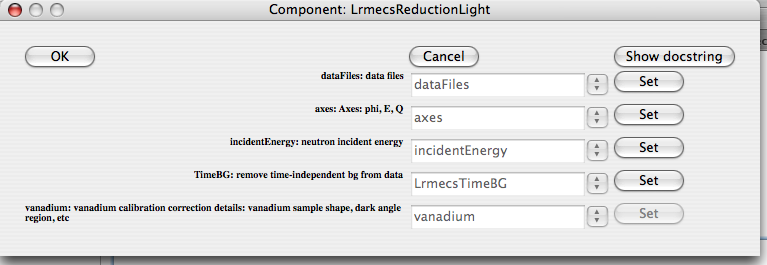 Component: LrmecsReductionLight
OK
Cancel
Show docstring
dataFiles: data files
dataFiles
Set
axes: Axes: phi, E, Q
axes
Set
incidentEnergy: neutron incident energy
incidentEnergy
Set
TimeBG: remove time-independent bg from data
LrmecsTimeBG
Set
vanadium: vanadium calibration correction details: vanadium sample shape, dark angle
region, etc
vanadium
Set